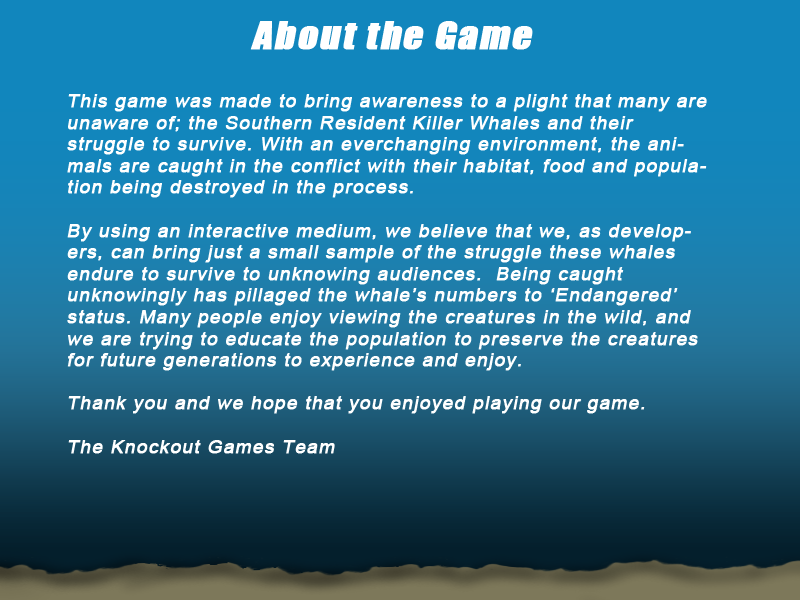 About the Game
This game was made to bring awareness to a plight that many are
unaware of; the Southern Resident Killer Whales and their
struggle to survive. With an everchanging environment, the ani-
mals are caught in the conflict with their habitat, food and popula-
tion being destroyed in the process.
By using an interactive medium, we believe that we, as develop-
ers, can bring just a small sample of the struggle these whales
endure to survive to unknowing audiences.  Being caught
unknowingly has pillaged the whale's numbers to ‘Endangered’
status. Many people enjoy viewing the creatures in the wild, and
we are trying to educate the population to preserve the creatures
for future generations to experience and enjoy.
Thank you and we hope that you enjoyed playing our game.
The Knockout Games Team